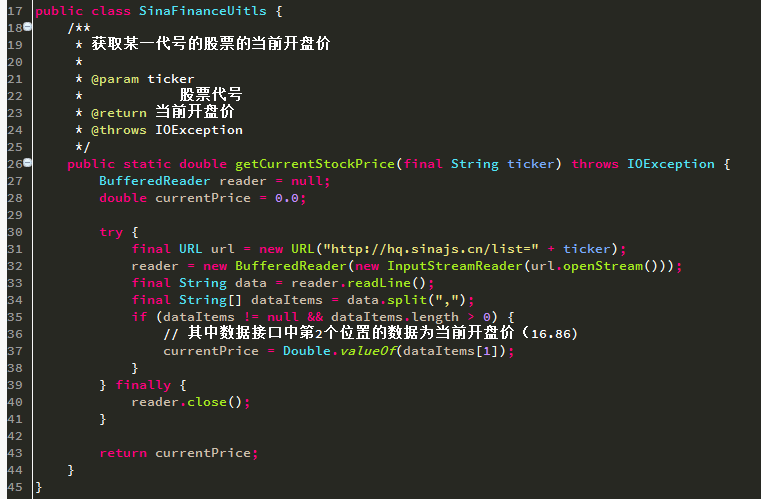 17 public class SinaFinanceUitls {
18     /**
19      * 获取某一代号的股票的当前开盘价
20      *
21      * @param ticker
22      *            股票代号
23      * @return 当前开盘价
24      * @throws IOException
25      */
26     public static double getCurrentStockPrice(final String ticker) throws IOException {
27         BufferedReader reader = null;
28         double currentPrice = 0.0;
29
30         try {
31             final URL url = new URL("http://hq.sinajs.cn/list=" + ticker);
32             reader = new BufferedReader(new InputStreamReader(url.openStream()));
33             final String data = reader.readLine();
34             final String[] dataItems = data.split(",");
35             if (dataItems != null && dataItems.length > 0) {
36                 // 其中数据接口中第2个位置的数据为当前开盘价（16.86)
37                 currentPrice = Double.valueOf(dataItems[1]);
38             }
39         } finally {
40             reader.close();
41         }
42
43         return currentPrice;
44     }
45 }